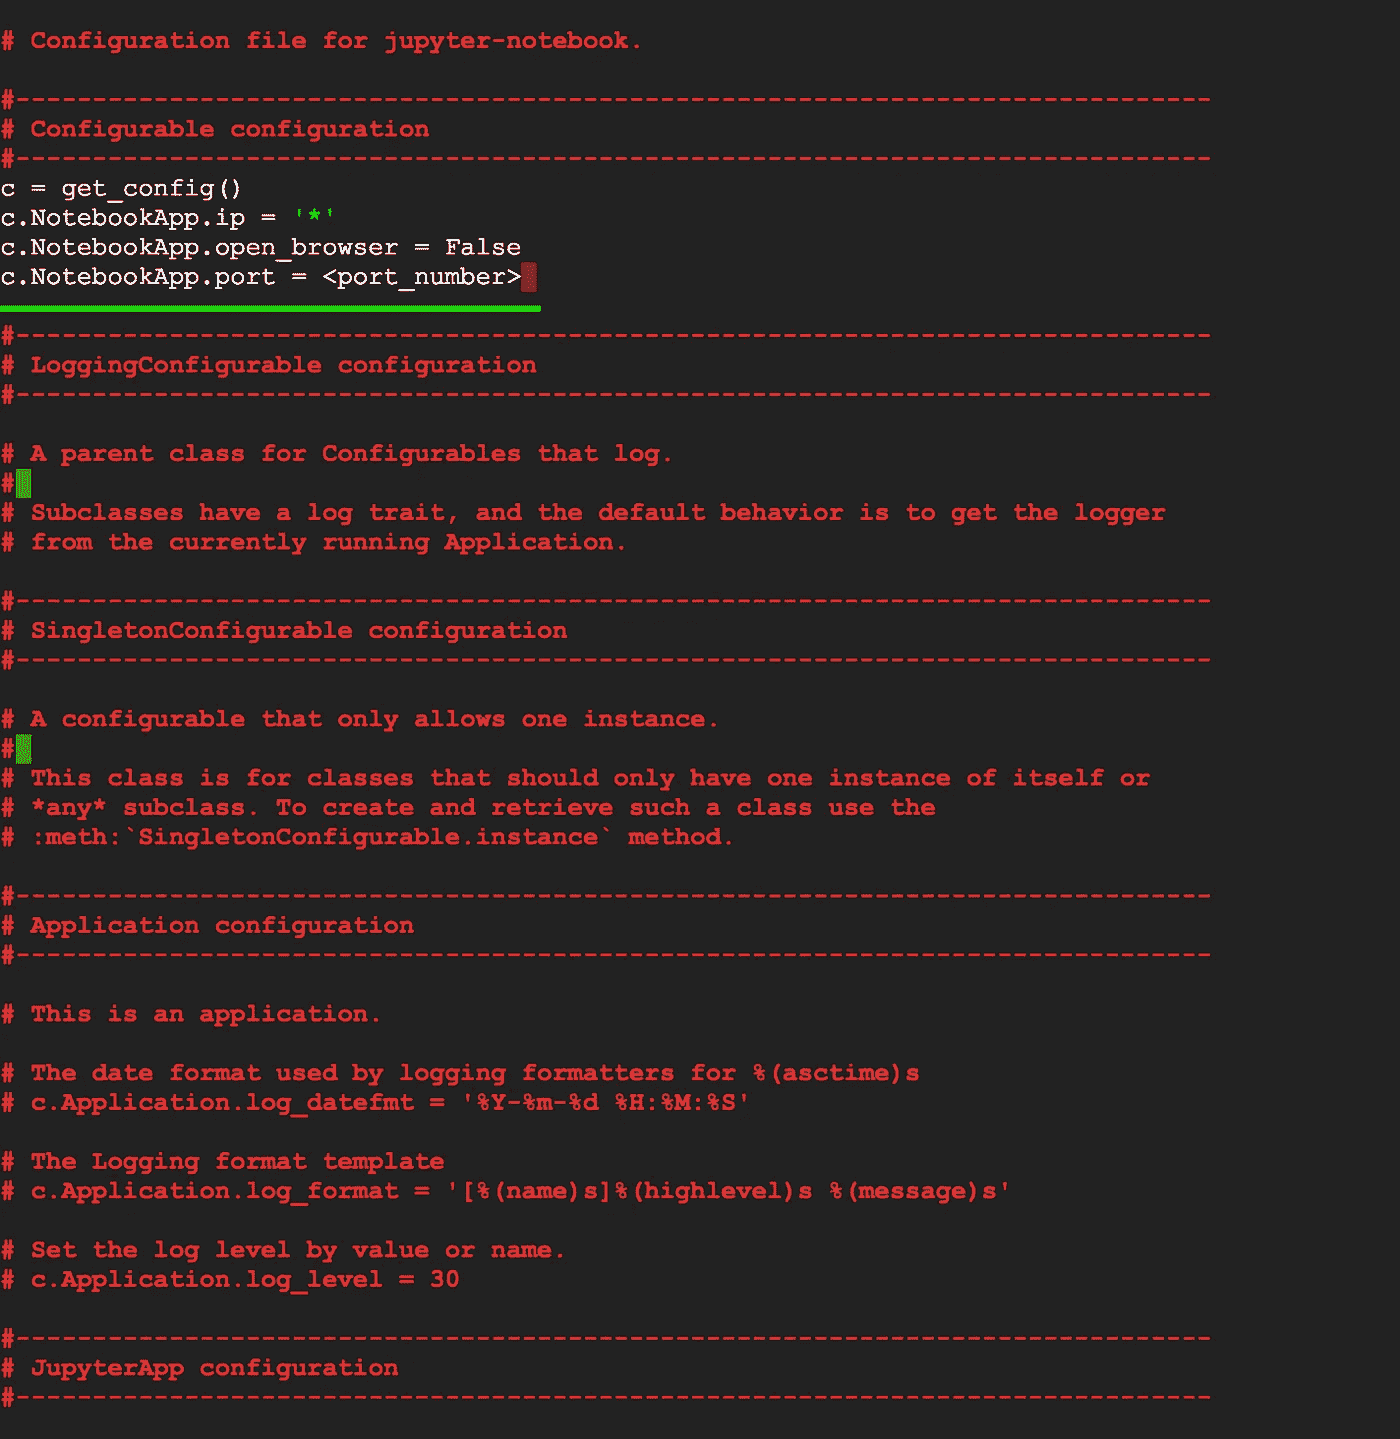 # Configuration file for jupyter-notebook.
#------------------------------------------------------------------------------
# Configurable configuration
#------------------------------------------------------------------------------
c = get_config()
c.NotebookApp.ip = '*'
c.NotebookApp.open_browser = False
c.NotebookApp.port = <port_number>
#------------------------------------------------------------------------------
# LoggingConfigurable configuration
#------------------------------------------------------------------------------
# A parent class for Configurables that log.
#
# Subclasses have a log trait, and the default behavior is to get the logger
# from the currently running Application.
#------------------------------------------------------------------------------
# SingletonConfigurable configuration
#------------------------------------------------------------------------------
# A configurable that only allows one instance.
#
# This class is for classes that should only have one instance of itself or
# *any* subclass. To create and retrieve such a class use the
# :meth:`SingletonConfigurable.instance` method.
#------------------------------------------------------------------------------
# Application configuration
#------------------------------------------------------------------------------
# This is an application.
# The date format used by logging formatters for %(asctime)s
# c.Application.log_datefmt = '%Y-%m-%d %H:%M:%S'
# The Logging format template
# c.Application.log_format = '[%(name)s]%(highlevel)s %(message)s'
# Set the log level by value or name.
# c.Application.log_level = 30
#------------------------------------------------------------------------------
# JupyterApp configuration
#------------------------------------------------------------------------------